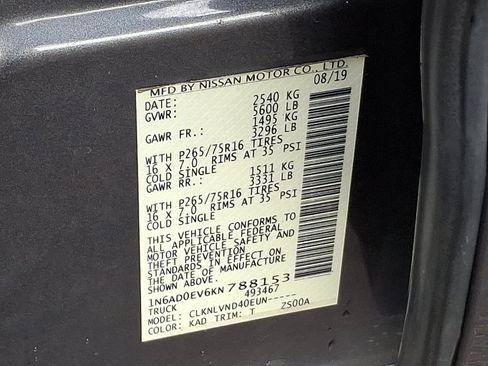 MFD BY NISSAN MOTOR CO., LTD.
DATE: 08/19
GVWR: 2540 KG
5600 LB
GAWR FR.: 1495 KG
3296 LB
WITH P265/75R16 TIRES
16 X 7.0 RIMS AT 35 PSI
COLD SINGLE
GAWR RR.: 1511 KG
3331 LB
WITH P265/75R16 TIRES
16 X 7.0 RIMS AT 35 PSI
COLD SINGLE
THIS VEHICLE CONFORMS TO
ALL APPLICABLE FEDERAL
MOTOR VEHICLE SAFETY AND
STANDARDS IN EFFECT ON
THE DATE OF MANUFACTURE
SHOWN ABOVE.
1N6AD0EV6KN788153
TRUCK 493467
MODEL: CLKNLVND40EUN-----
COLOR: KAD TRIM: T ZS00A